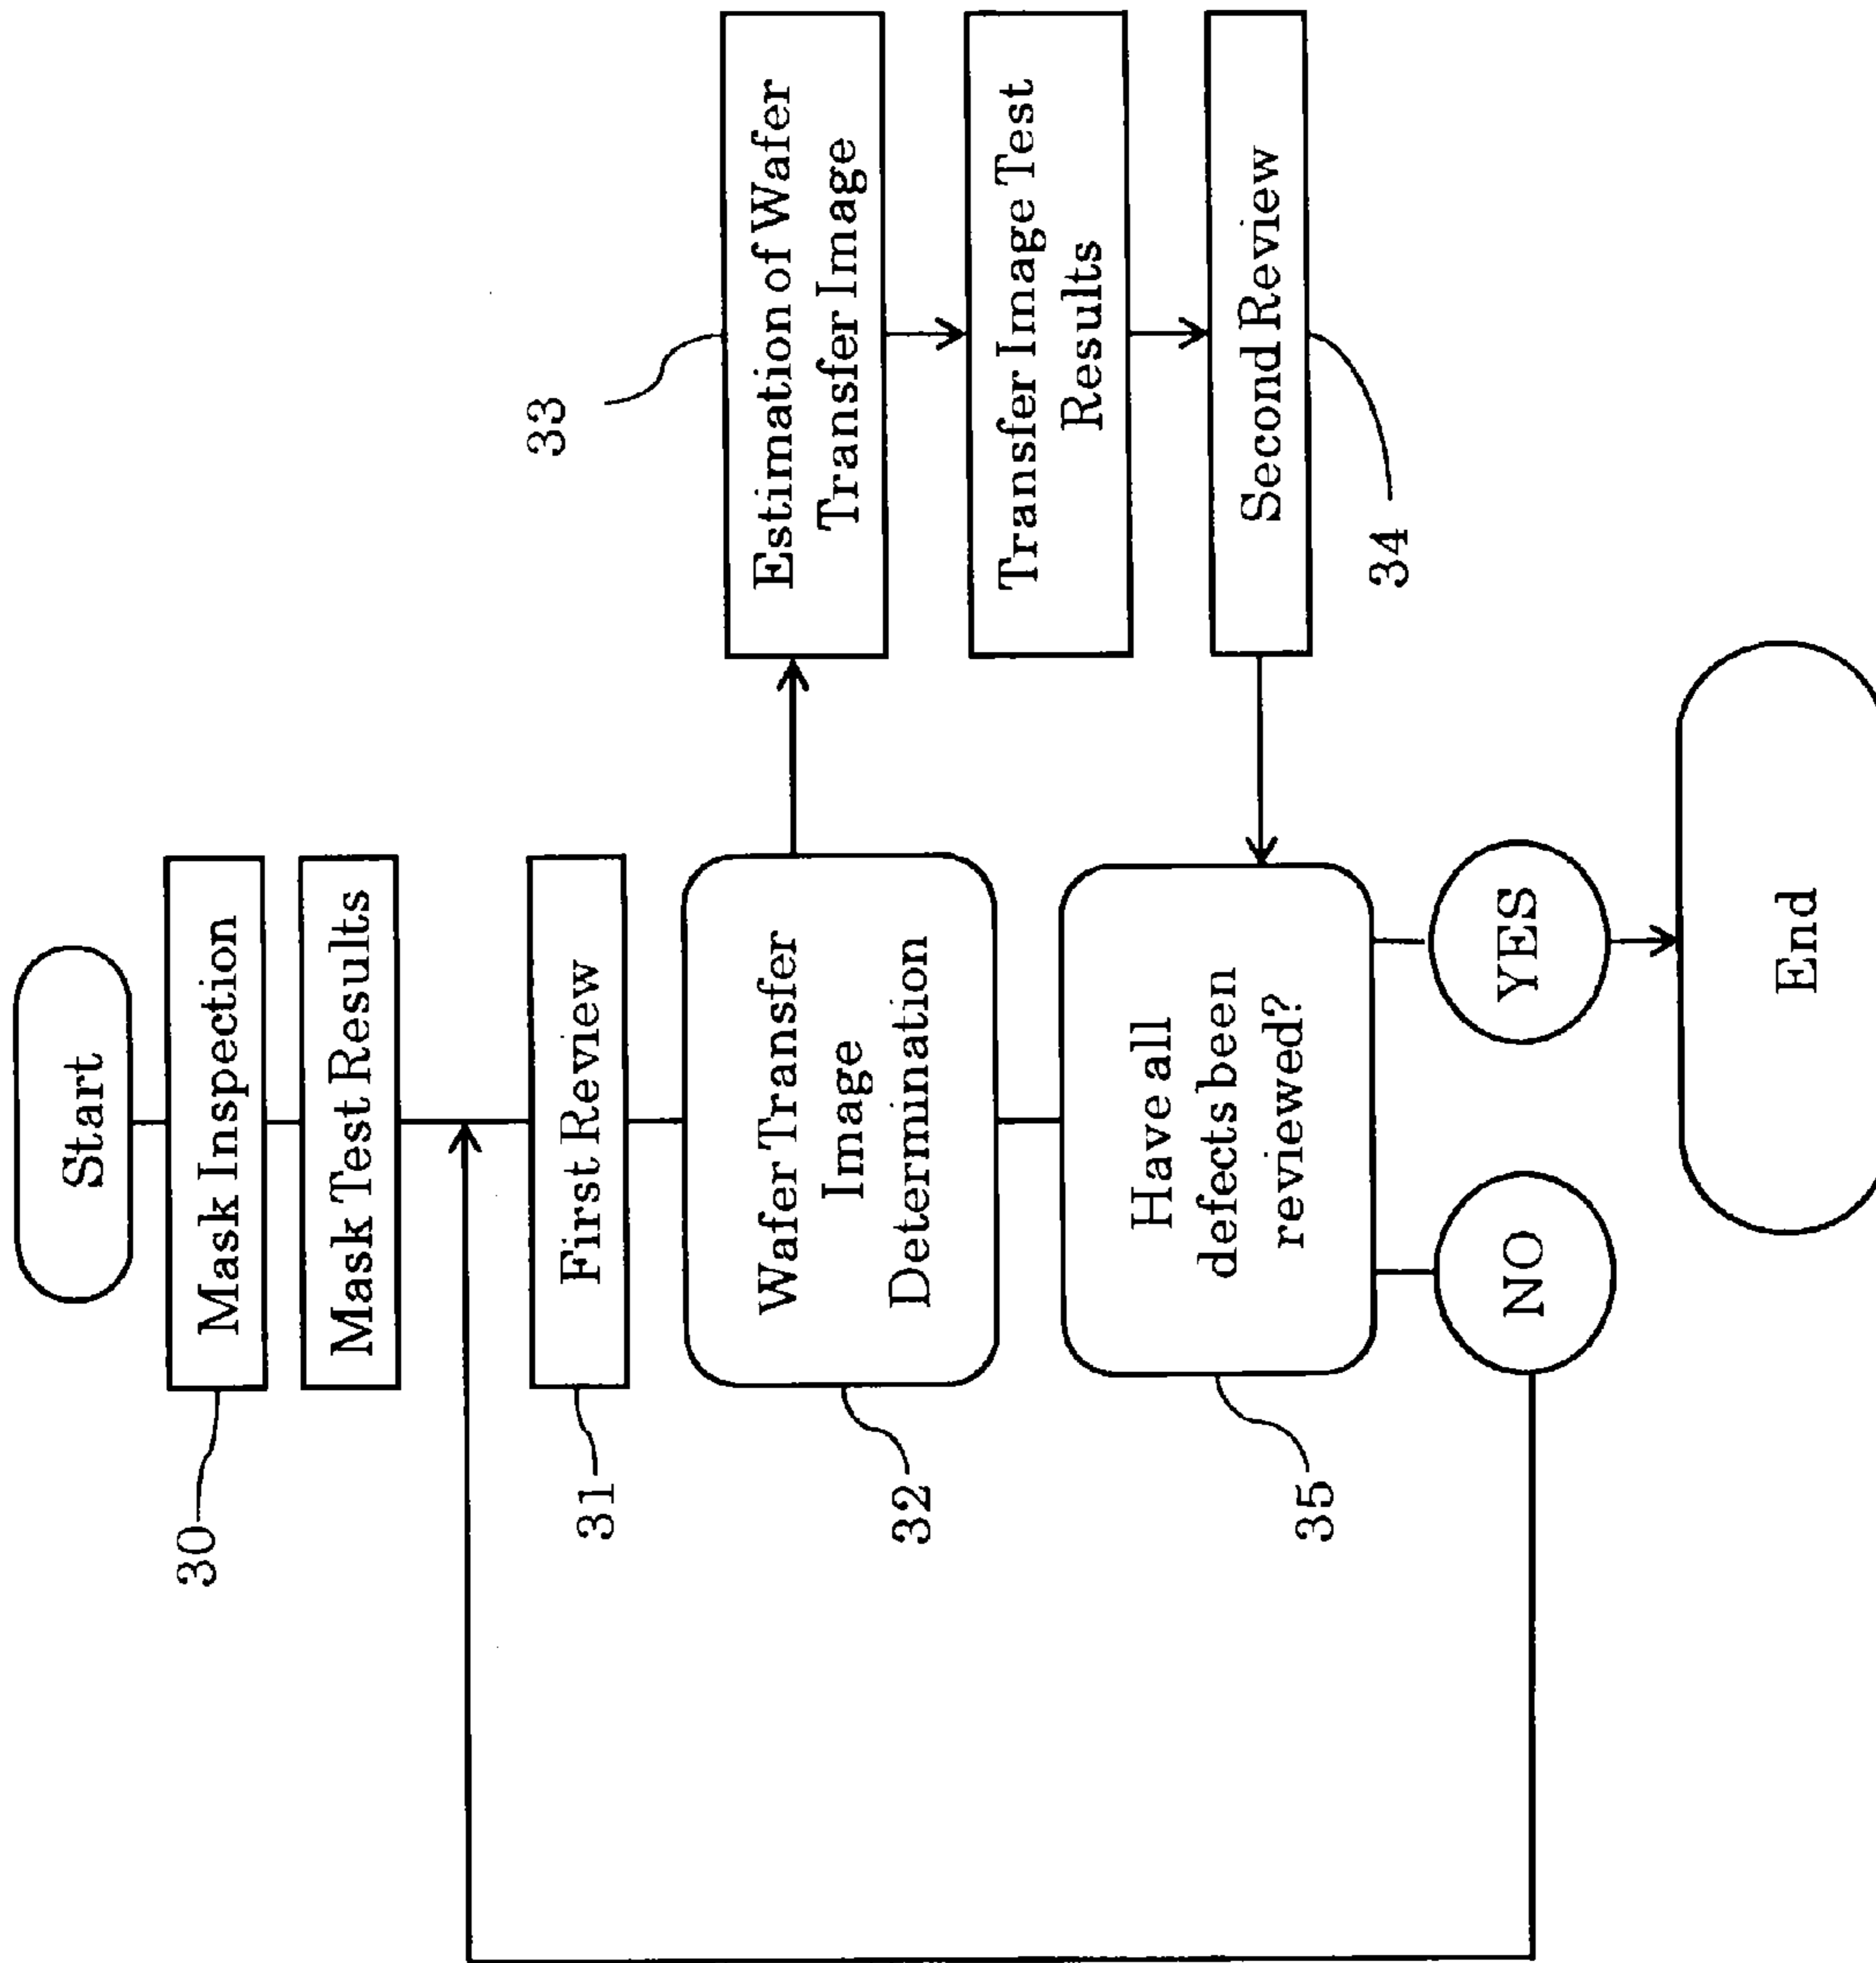 Start
Mask Inspection
30
Mask Test Results
First Review
31
Wafer Transfer
Image
Determination
32
33
Estimation of Wafer
Transfer Image
Transfer Image Test
Results
Second Review
34
Have all
defects been
reviewed?
35
NO
YES
End